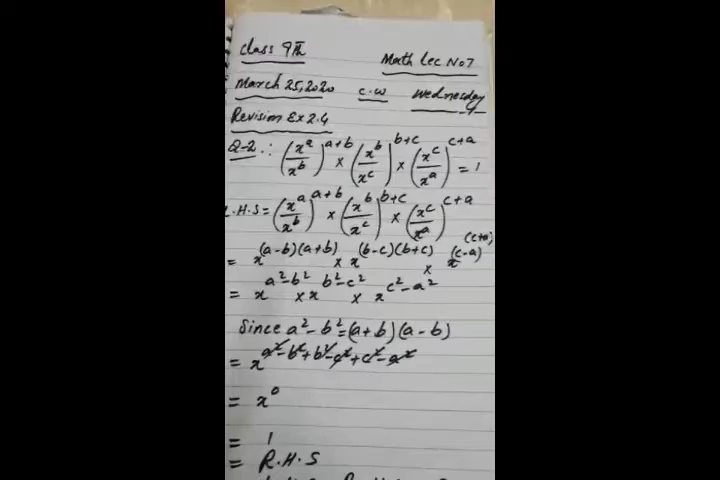 Class 9th
Math Lec No 7
March 25, 2020 C.W Wednesday
Revision Ex 2.4
Q-2 ∴ (x^a/x^b)^(a+b) × (x^b/x^c)^(b+c) × (x^c/x^a)^(c+a) = 1
.H.S = (x^a/x^b)^(a+b) × (x^b/x^c)^(b+c) × (x^c/x^a)^(c+a)
= x^(a-b)(a+b) × x^(b-c)(b+c) × x^(c-a)(c+a)
= x^(a²-b²) × x^(b²-c²) × x^(c²-a²)
Since a²-b² = (a+b)(a-b)
= x^(a²-b²+b²-c²+c²-a²)
= x⁰
= 1
= R.H.S